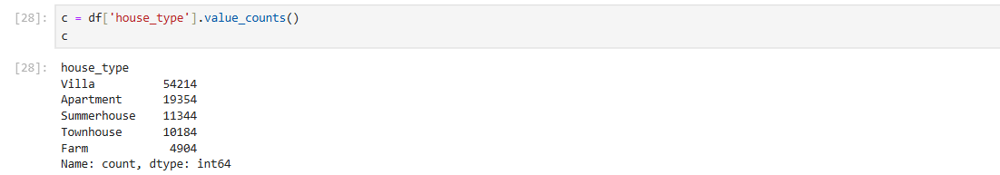 [28]: c = df['house_type'].value_counts()
c
[28]: house_type
Villa 54214
Apartment 19354
Summerhouse 11344
Townhouse 10184
Farm 4904
Name: count, dtype: int64